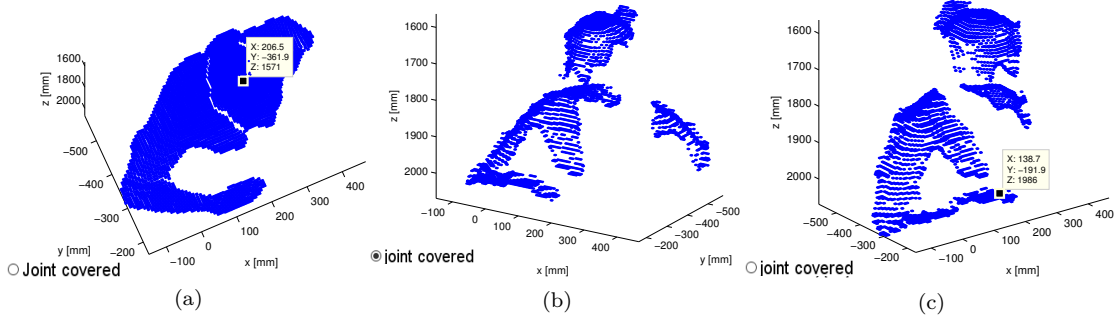 1600
1800
2000
z [mm]
X: 206.5
Y: -361.9
Z: 1571
-500
-400
-300
-200
y [mm]
-100
0
100
200
300
400
x [mm]
Joint covered
(a)
1600
1700
1800
1900
2000
z [mm]
-100
0
100
200
300
400
x [mm]
-500
-400
-300
-200
y [mm]
joint covered
(b)
1600
1700
1800
1900
2000
z [mm]
X: 138.7
Y: -191.9
Z: 1986
-500
-400
-300
-200
y [mm]
-100
0
100
200
300
400
x [mm]
joint covered
(c)